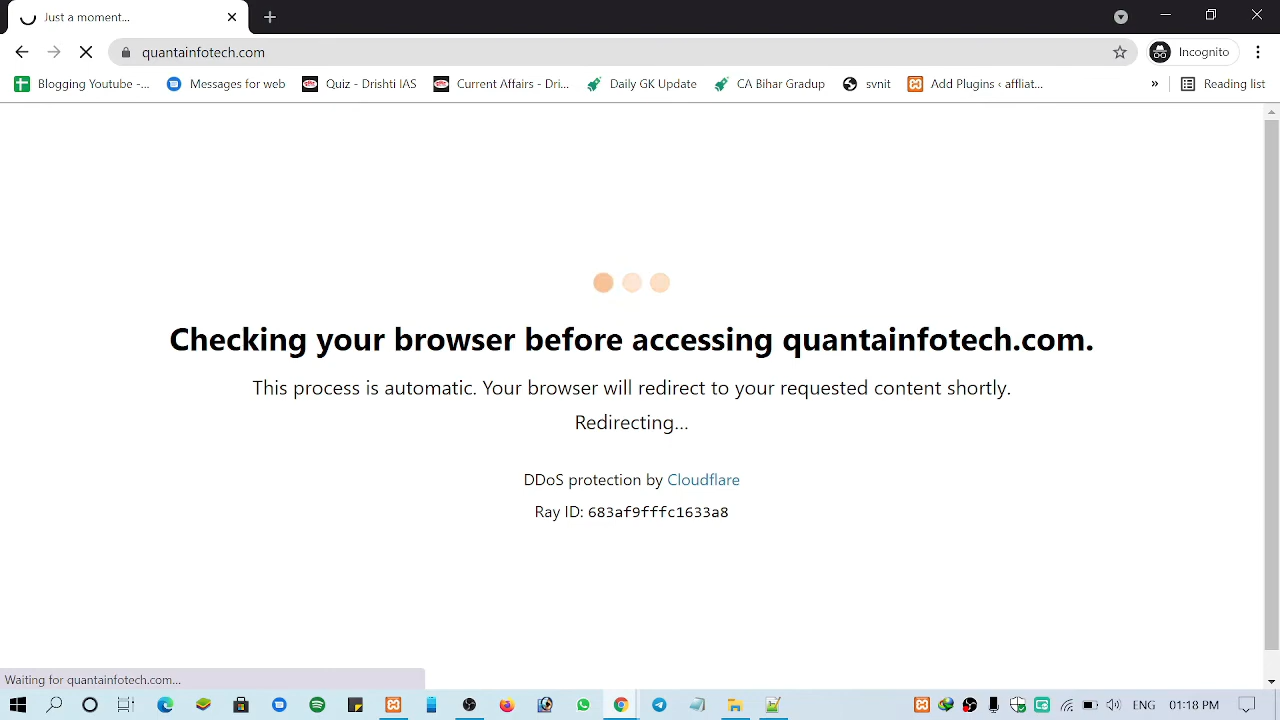 Just a moment...
quantainfotech.com
Incognito
Blogging Youtube -...
Messages for web
Quiz - Drishti IAS
Current Affairs - Dri...
Daily GK Update
CA Bihar Gradup
svnit
Add Plugins ‹ affliat...
»
Reading list
Checking your browser before accessing quantainfotech.com.
This process is automatic. Your browser will redirect to your requested content shortly.
Redirecting...
DDoS protection by Cloudflare
Ray ID: 683af9fffc1633a8
Waiting for quantainfotech.com...
ENG
01:18 PM